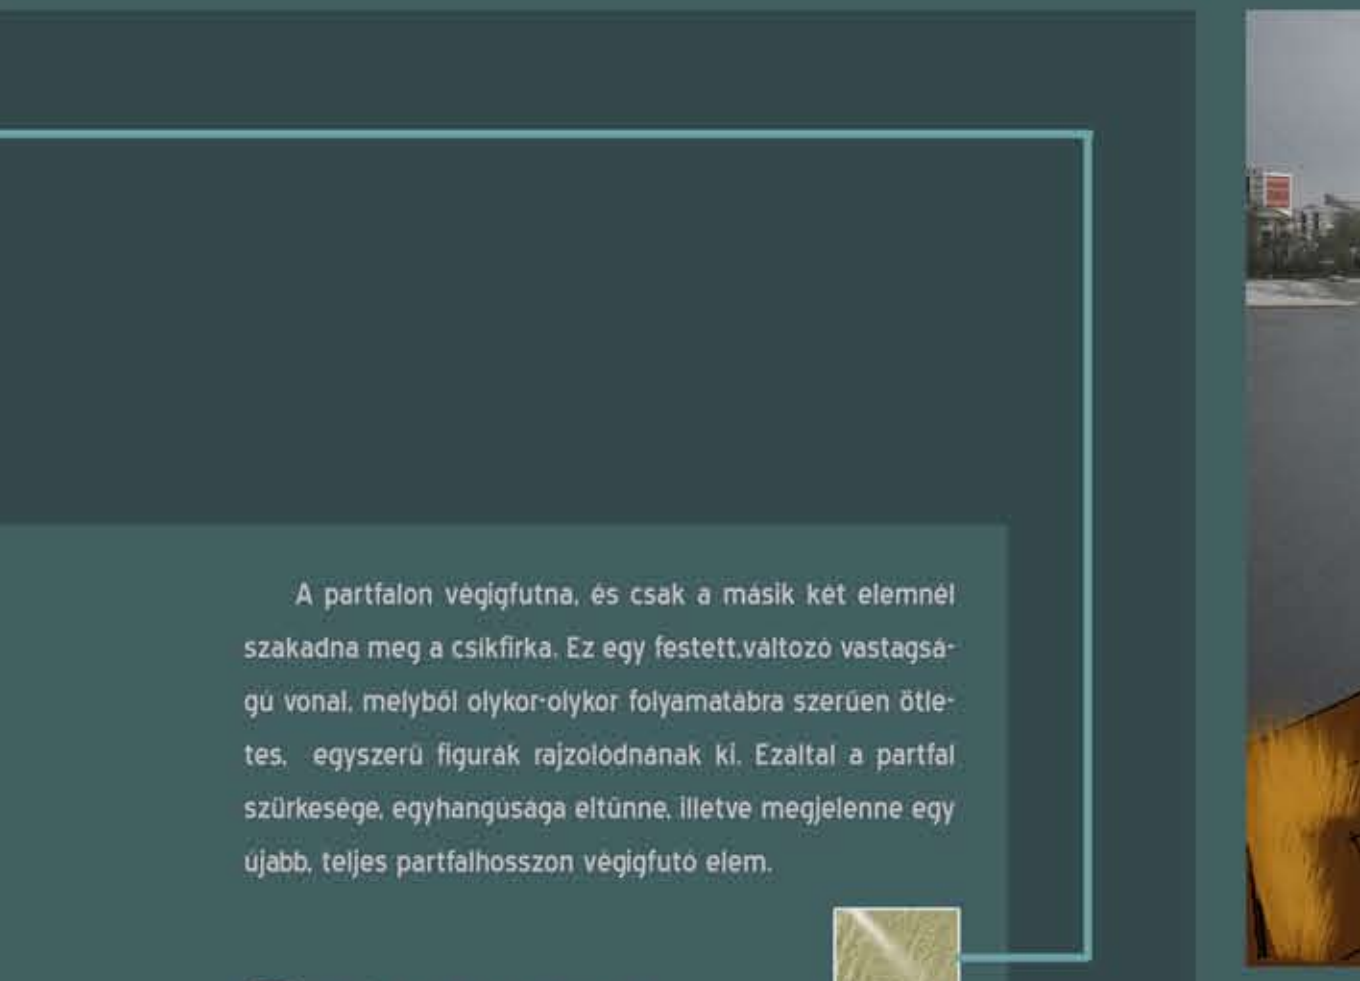 A partfalon végigfutna, és csak a másik két elemnél
szakadna meg a csíkfirka. Ez egy festett,változó vastagsá-
gú vonal, melyből olykor-olykor folyamatábra szerűen ötle-
tes, egyszerű figurák rajzolódnának ki. Ezáltal a partfal
szürkesége, egyhangúsága eltűnne, illetve megjelenne egy
újabb, teljes partfalhosszon végigfutó elem.